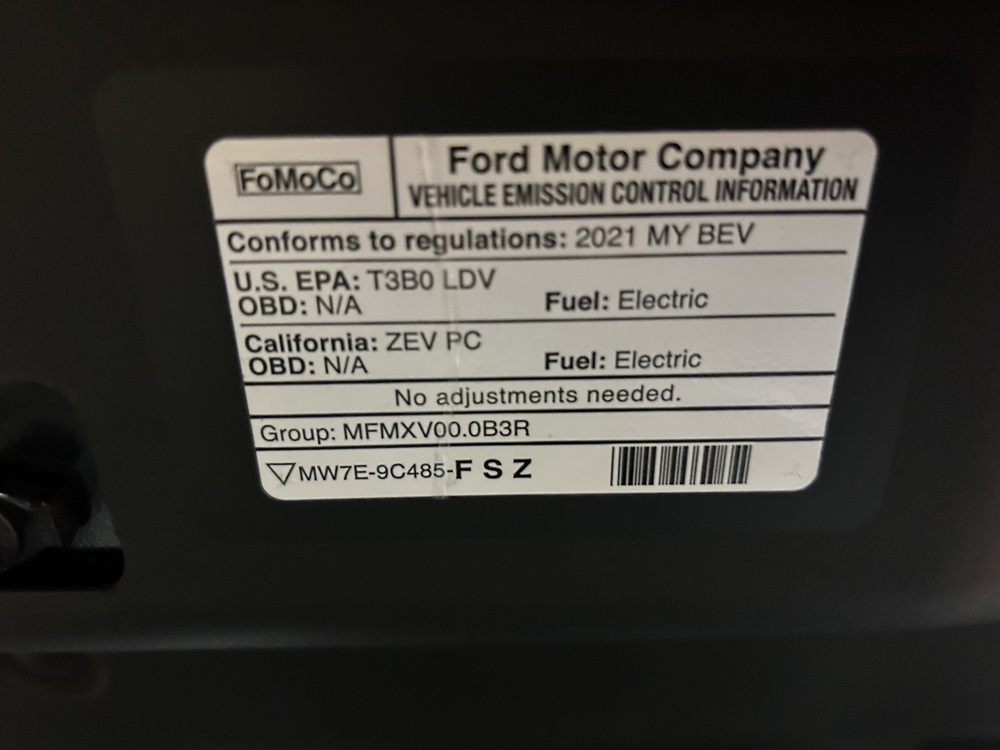 FoMoCo
Ford Motor Company
VEHICLE EMISSION CONTROL INFORMATION
Conforms to regulations: 2021 MY BEV
U.S. EPA: T3B0 LDV
OBD: N/A Fuel: Electric
California: ZEV PC
OBD: N/A Fuel: Electric
No adjustments needed.
Group: MFMXV00.0B3R
MW7E-9C485-F S Z